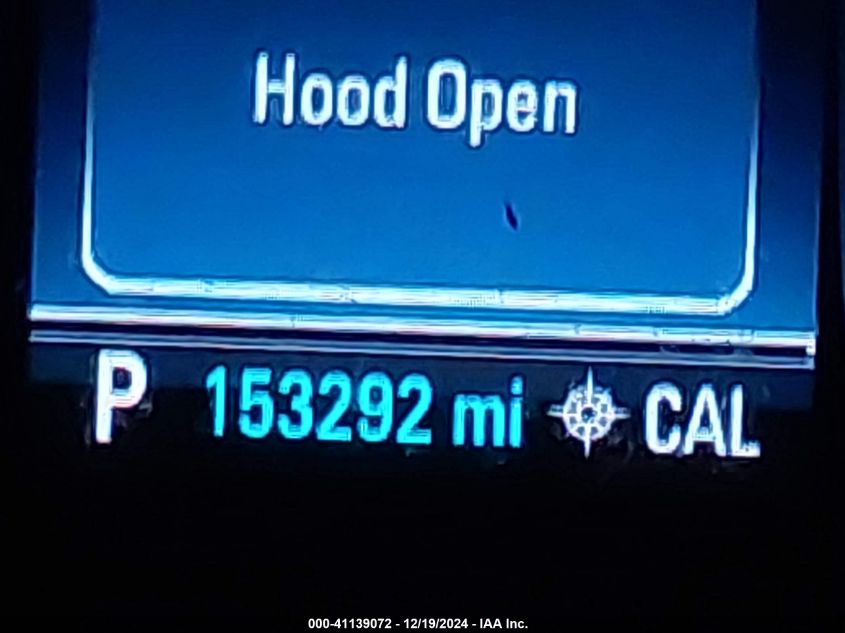 Hood Open
P 153292 mi CAL
000-41139072 - 12/19/2024 - IAA Inc.